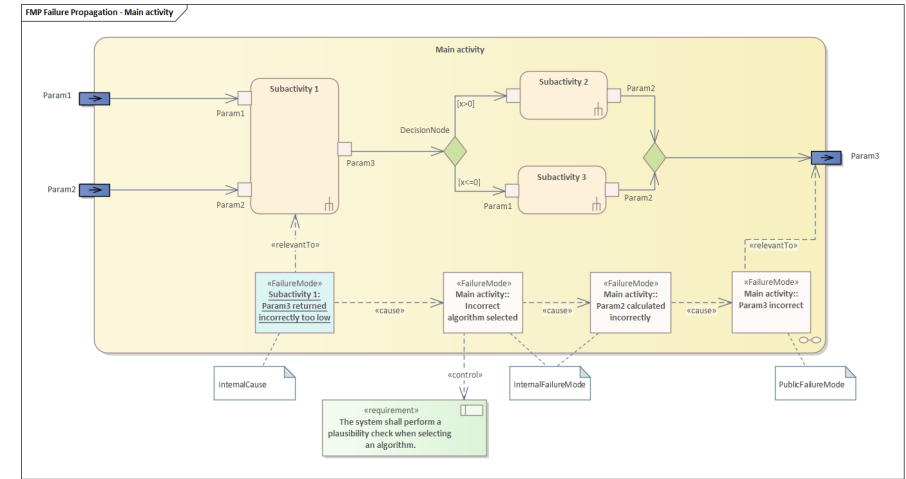 FMP Failure Propagation - Main activity
Main activity
Param1
Param1
Subactivity 1
Param2
Param2
Param3
DecisionNode
[x>0]
[x<=0]
Subactivity 2
Param2
Param1
Subactivity 3
Param2
Param3
«relevantTo»
«relevantTo»
«FailureMode»
Subactivity 1:
Param3 returned
incorrectly too low
«cause»
«FailureMode»
Main activity::
Incorrect
algorithm selected
«cause»
«FailureMode»
Main activity::
Param2 calculated
incorrectly
«cause»
«FailureMode»
Main activity::
Param3 incorrect
InternalCause
«control»
InternalFailureMode
PublicFailureMode
«requirement»
The system shall perform a
plausibility check when selecting
an algorithm.